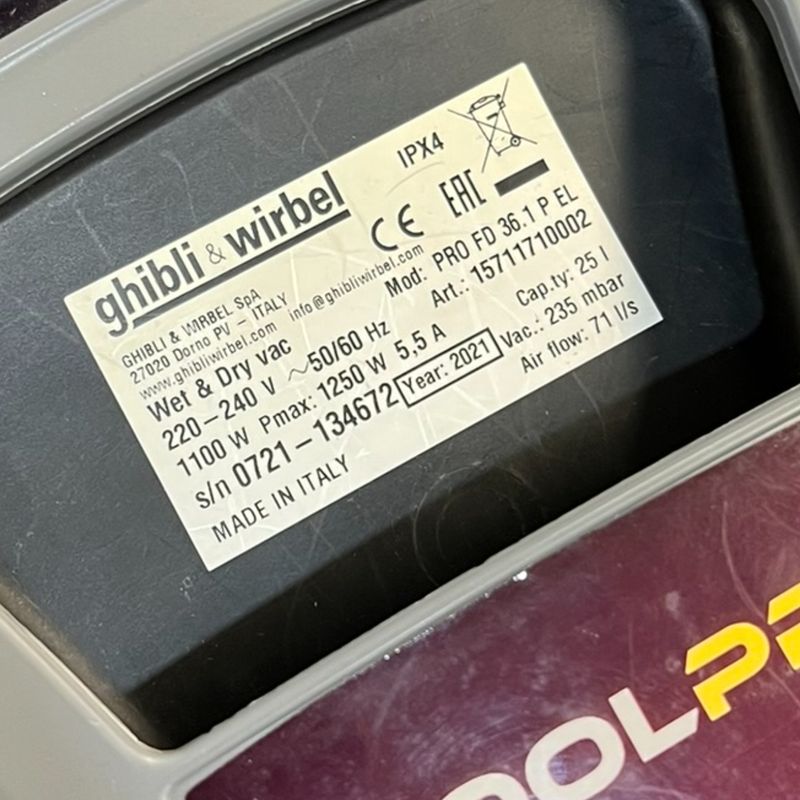 ghibli & wirbel
IPX4
GHIBLI & WIRBEL SpA
27020 Dorno PV – ITALY
www.ghibliwirbel.com info@ghibliwirbel.com
CE EAC
Wet & Dry vac
Mod: PRO FD 36.1 P EL
220–240 V ~50/60 Hz
Art.: 15711710002
1100 W Pmax: 1250 W 5,5 A
Cap.ty: 25 l
s/n 0721–134672
Year: 2021
Vac.: 235 mbar
MADE IN ITALY
Air flow: 71 l/s